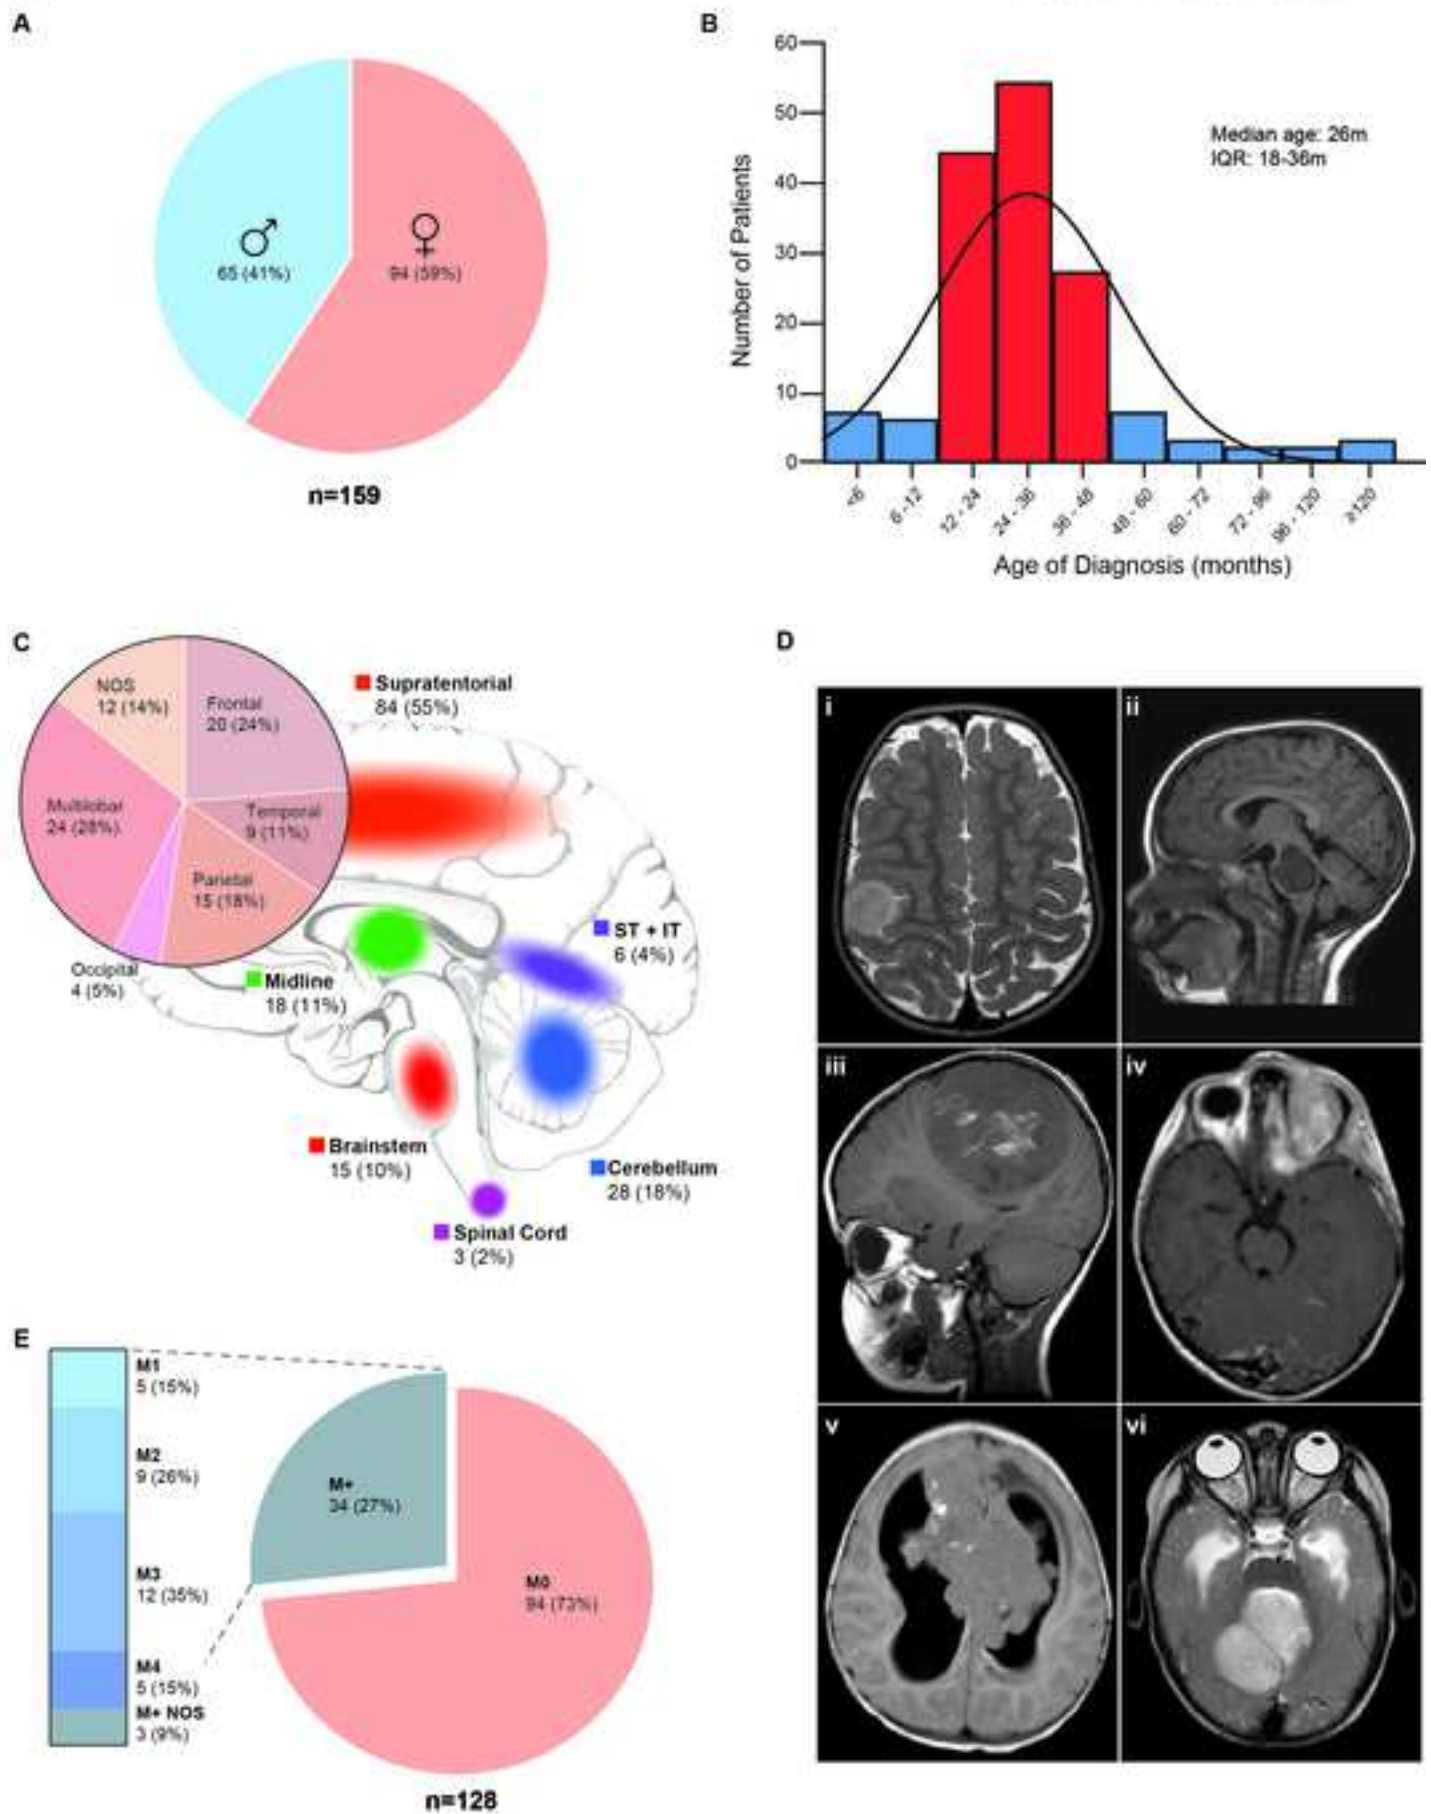 A
♂
65 (41%)
♀
94 (59%)
n=159
B
60
50
40
30
20
10
0
Number of Patients
Median age: 26m
IQR: 18-36m
<6
6 -12
12 - 24
24 - 36
36 - 48
48 - 60
60 - 72
72 - 96
96 - 120
≥120
Age of Diagnosis (months)
C
NOS
12 (14%)
Frontal
20 (24%)
Temporal
9 (11%)
Parietal
15 (18%)
Multilobar
24 (28%)
Occipital
4 (5%)
Supratentorial
84 (55%)
ST + IT
6 (4%)
Midline
18 (11%)
Brainstem
15 (10%)
Cerebellum
28 (18%)
Spinal Cord
3 (2%)
D
i
ii
iii
iv
v
vi
E
M1
5 (15%)
M2
9 (26%)
M3
12 (35%)
M4
5 (15%)
M+ NOS
3 (9%)
M+
34 (27%)
M0
94 (73%)
n=128